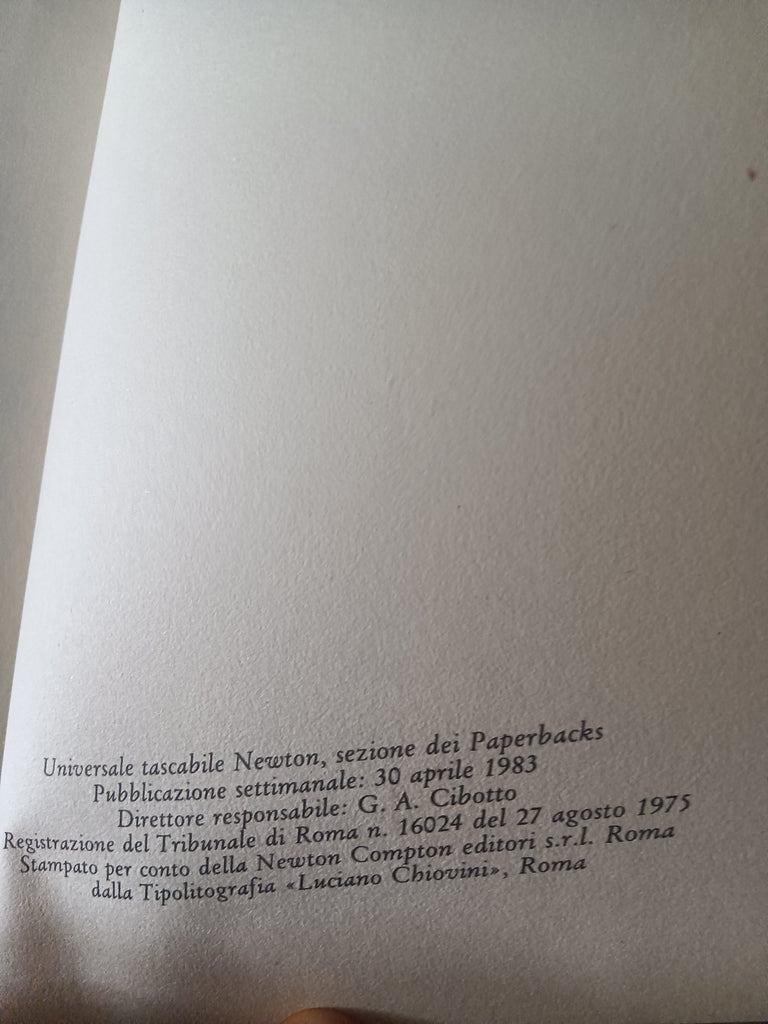 Universale tascabile Newton, sezione dei Paperbacks
Pubblicazione settimanale: 30 aprile 1983
Direttore responsabile: G. A. Cibotto
Registrazione del Tribunale di Roma n. 16024 del 27 agosto 1975
Stampato per conto della Newton Compton editori s.r.l. Roma
dalla Tipolitografia «Luciano Chiovini», Roma